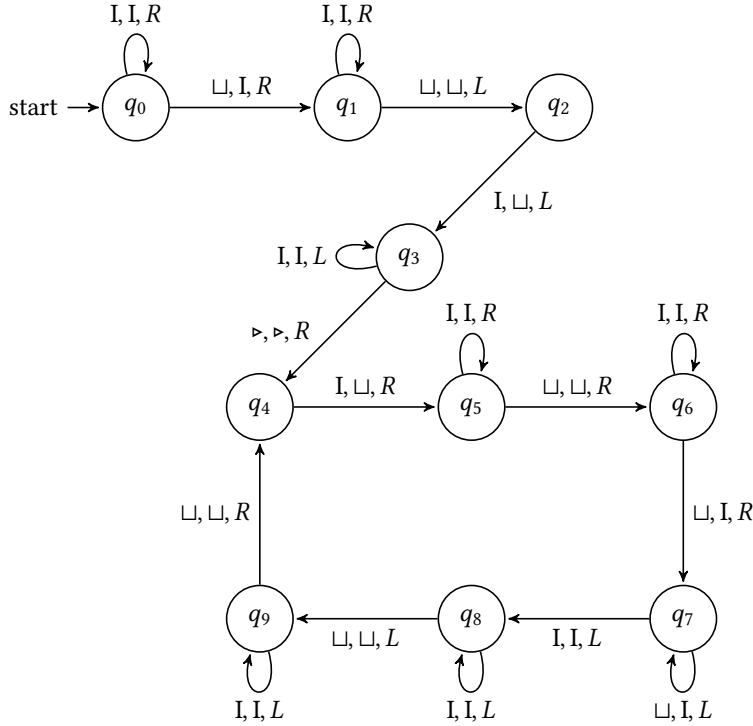 I, I, R I, I, R
start q0 ⊔, I, R q1 ⊔, ⊔, L q2
I, ⊔, L
I, I, L q3
▹, ▹, R I, I, R I, I, R
q4 I, ⊔, R q5 ⊔, ⊔, R q6
⊔, ⊔, R ⊔, I, R
q9 ⊔, ⊔, L q8 I, I, L q7
I, I, L I, I, L ⊔, I, L